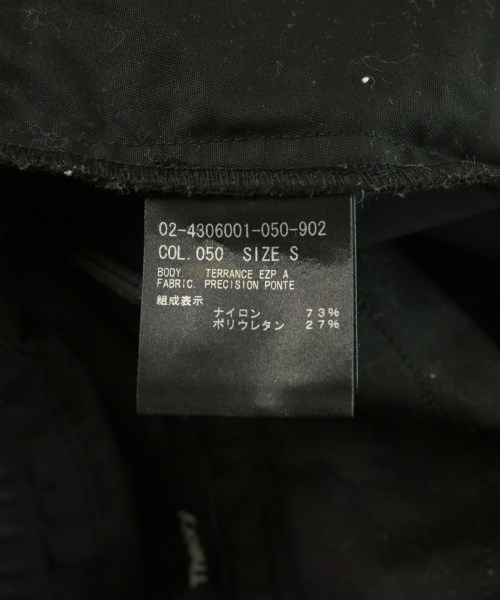 02-4306001-050-902
COL.050 SIZE S
BODY TERRANCE EZP A
FABRIC. PRECISION PONTE
組成表示
ナイロン 73%
ポリウレタン 27%